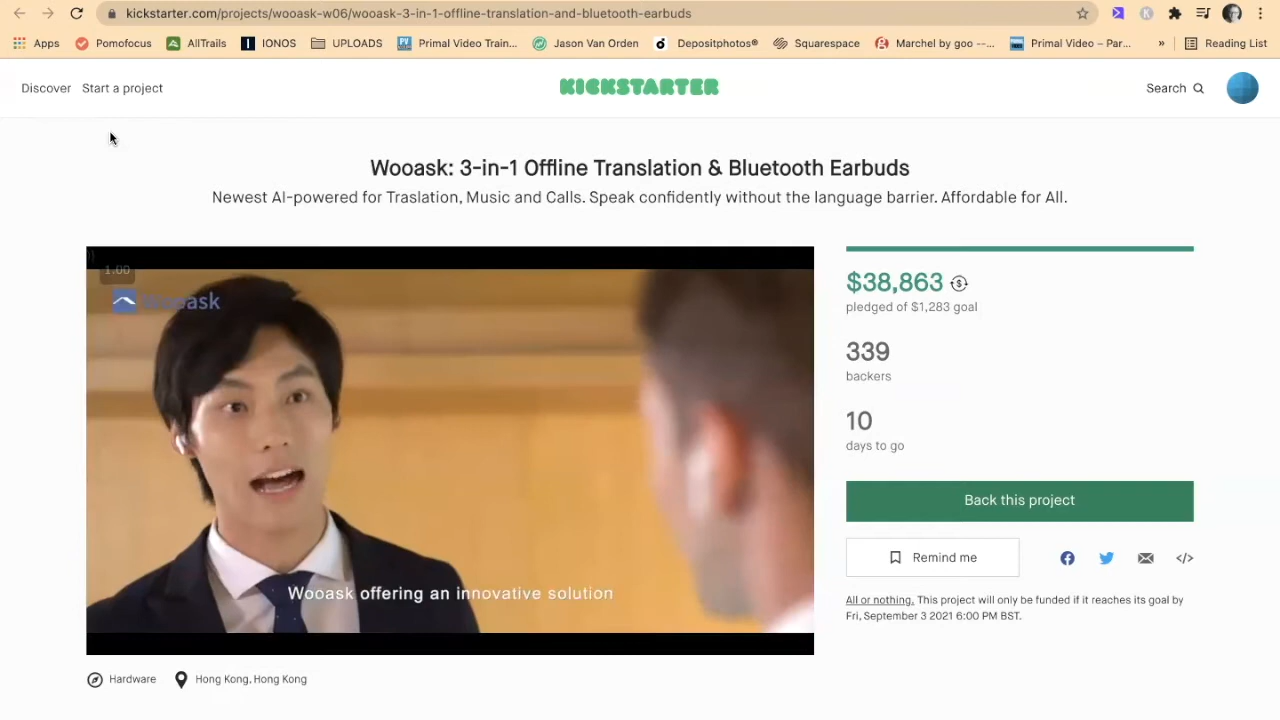 kickstarter.com/projects/wooask-w06/wooask-3-in-1-offline-translation-and-bluetooth-earbuds
Apps Pomofocus AllTrails IONOS UPLOADS Primal Video Train... Jason Van Orden Depositphotos® Squarespace Marchel by goo --... Primal Video – Par... » Reading List
Discover Start a project KICKSTARTER Search
Wooask: 3-in-1 Offline Translation & Bluetooth Earbuds
Newest AI-powered for Traslation, Music and Calls. Speak confidently without the language barrier. Affordable for All.
1.00
Wooask
$38,863
pledged of $1,283 goal
339
backers
10
days to go
Back this project
Remind me
Wooask offering an innovative solution
All or nothing. This project will only be funded if it reaches its goal by
Fri, September 3 2021 6:00 PM BST.
Hardware Hong Kong, Hong Kong